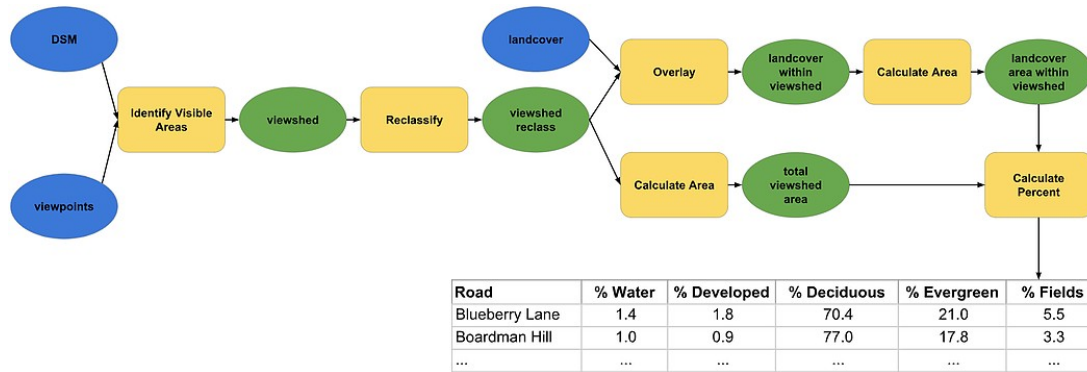 DSM
landcover
Overlay
landcover
within
viewshed
Calculate Area
landcover
area within
viewshed
Identify Visible
Areas
viewshed
Reclassify
viewshed
reclass
Calculate Area
total
viewshed
area
Calculate
Percent
viewpoints
Road % Water % Developed % Deciduous % Evergreen % Fields
Blueberry Lane 1.4 1.8 70.4 21.0 5.5
Boardman Hill 1.0 0.9 77.0 17.8 3.3
... ... ... ... ... ...